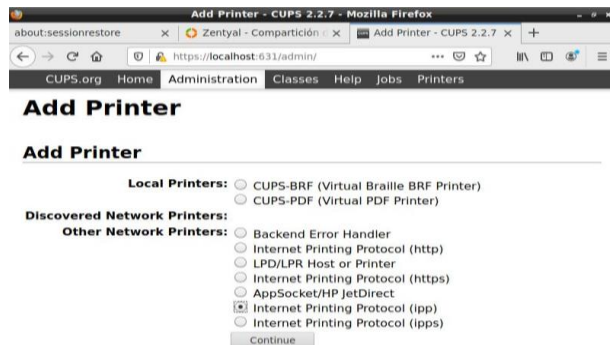 Add Printer - CUPS 2.2.7 - Mozilla Firefox
about:sessionrestore
Zentyal - Compartición
Add Printer - CUPS 2.2.7
https://localhost:631/admin/
CUPS.org Home Administration Classes Help Jobs Printers
Add Printer
Add Printer
Local Printers: CUPS-BRF (Virtual Braille BRF Printer)
CUPS-PDF (Virtual PDF Printer)
Discovered Network Printers:
Other Network Printers: Backend Error Handler
Internet Printing Protocol (http)
LPD/LPR Host or Printer
Internet Printing Protocol (https)
AppSocket/HP JetDirect
Internet Printing Protocol (ipp)
Internet Printing Protocol (ipps)
Continue